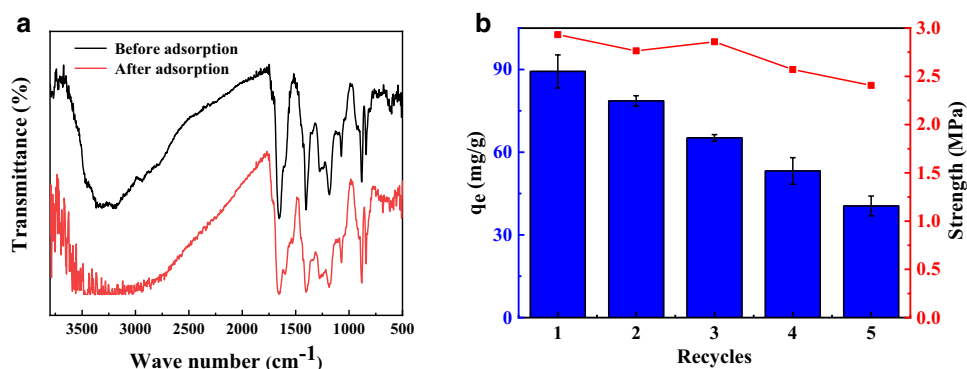 a
Before adsorption
After adsorption
Transmittance (%)
3500 3000 2500 2000 1500 1000 500
Wave number (cm-1)
b
90
60
30
0
qe (mg/g)
3.0
2.5
2.0
1.5
1.0
0.5
0.0
Strength (MPa)
1 2 3 4 5
Recycles